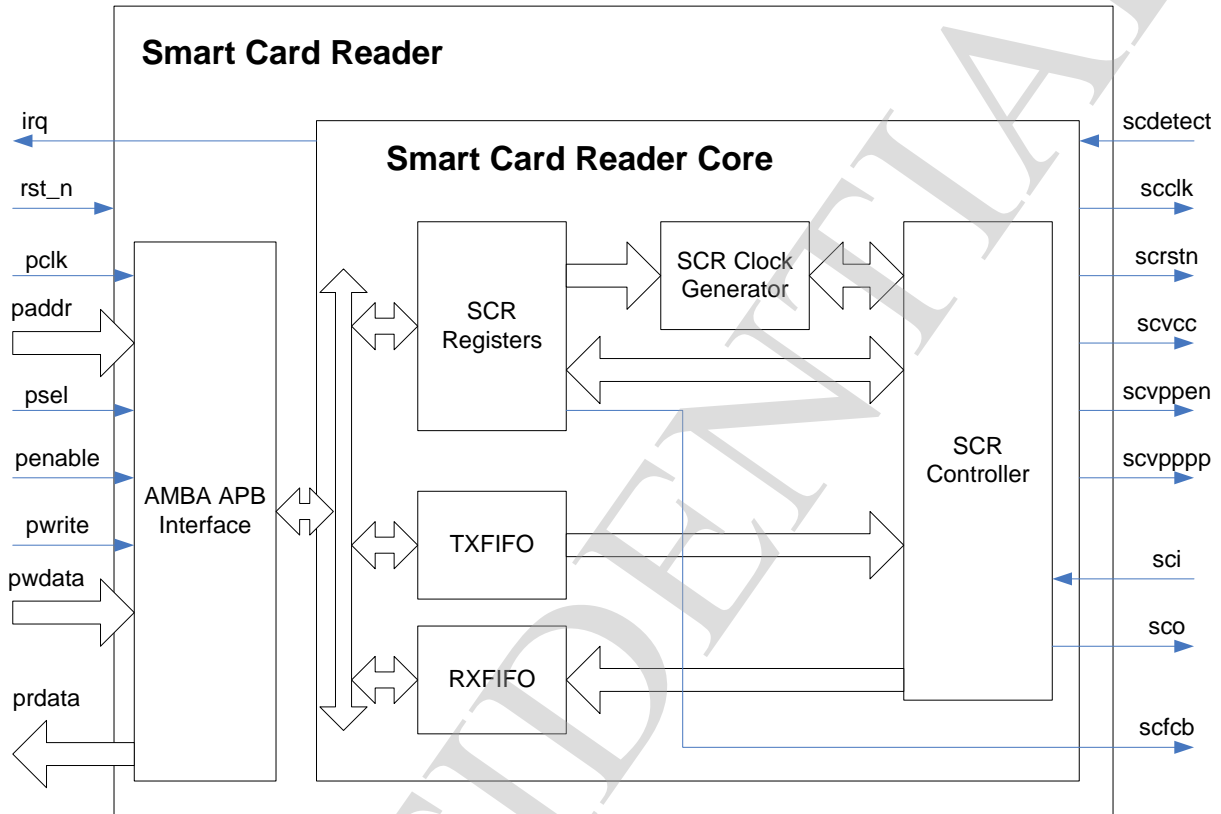 Smart Card Reader
irq
rst_n
pclk
paddr
psel
penable
pwrite
pwdata
prdata
AMBA APB
Interface
Smart Card Reader Core
SCR
Registers
SCR Clock
Generator
TXFIFO
RXFIFO
SCR
Controller
scdetect
scclk
scrstn
scvcc
scvppen
scvpppp
sci
sco
scfcb
FIDENTIAL